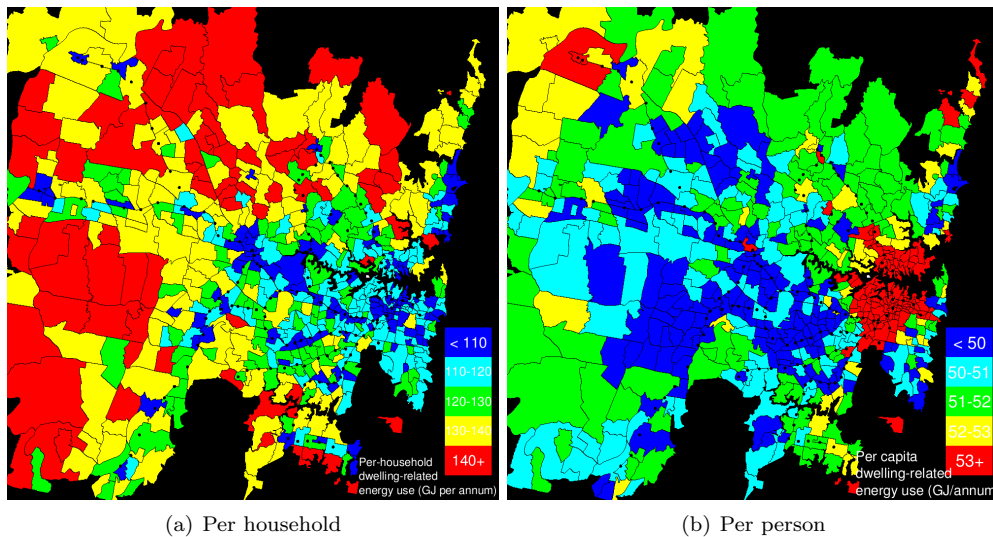 < 110
110-120
120-130
130-140
140+
Per-household
dwelling-related
energy use (GJ per annum)
< 50
50-51
51-52
52-53
53+
Per capita
dwelling-related
energy use (GJ/annum
(a) Per household
(b) Per person